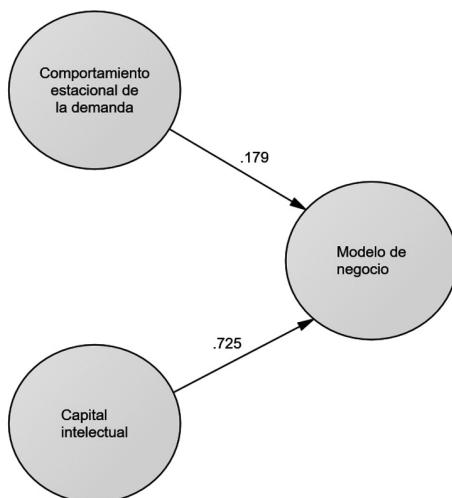 Comportamiento
estacional de
la demanda
.179
Modelo de
negocio
.725
Capital
intelectual